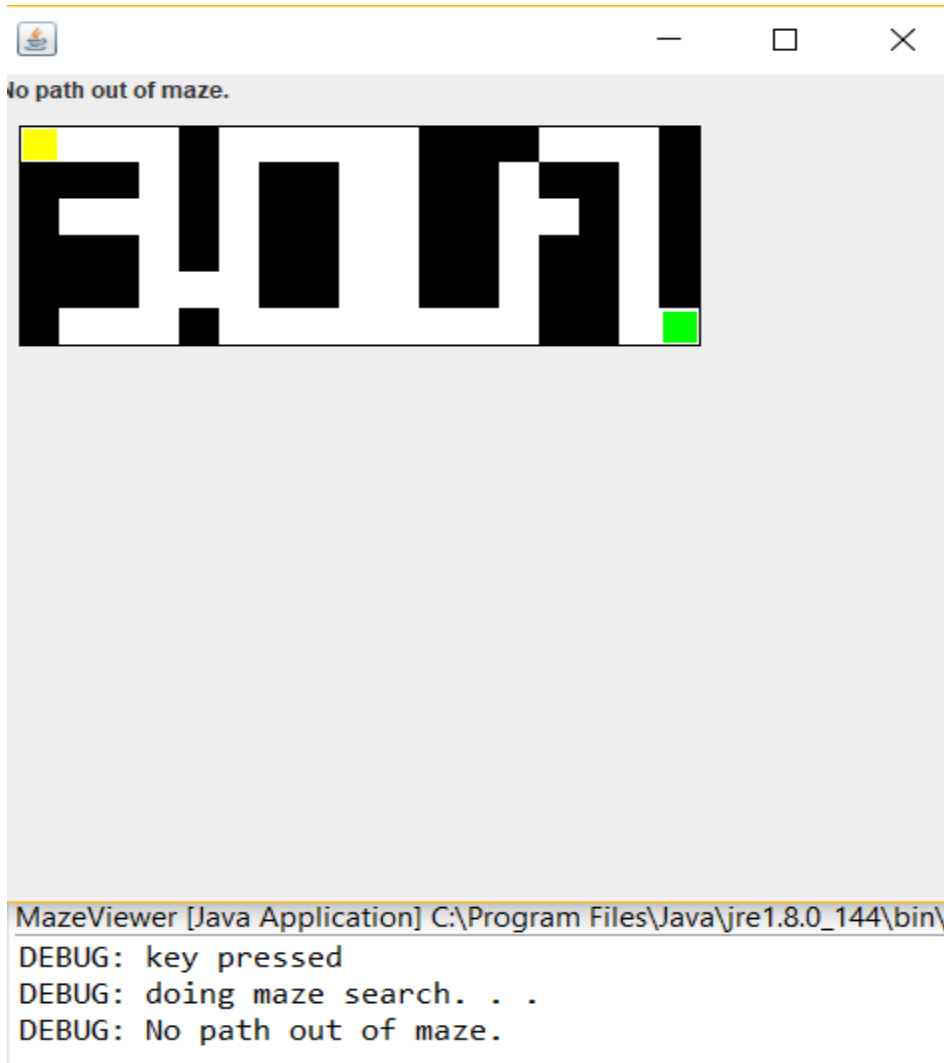 No path out of maze.
MazeViewer [Java Application] C:\Program Files\Java\jre1.8.0_144\bin\
DEBUG: key pressed
DEBUG: doing maze search. . .
DEBUG: No path out of maze.